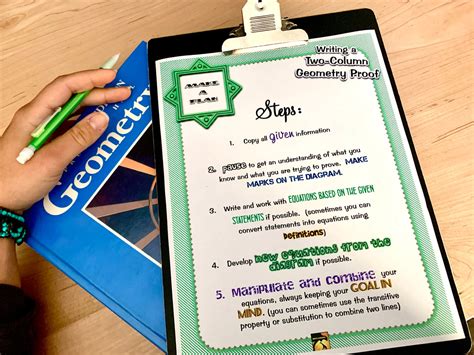 Writing a
Two-Column
Geometry Proof
MAKE
A
PLAN
Steps:
1. Copy all given information
2. PAUSE to get an understanding of what you
know and what you are trying to prove. MAKE
MARKS ON THE DIAGRAM.
3. Write and work with EQUATIONS BASED ON THE GIVEN
STATEMENTS if possible. (sometimes you can
convert statements into equations using
definitions)
4. Develop new equations from the
diagram if possible.
5. Manipulate and combine your
equations, always keeping your GOAL IN
MIND. (you can sometimes use the transitive
property or substitution to combine two lines)
Geometry